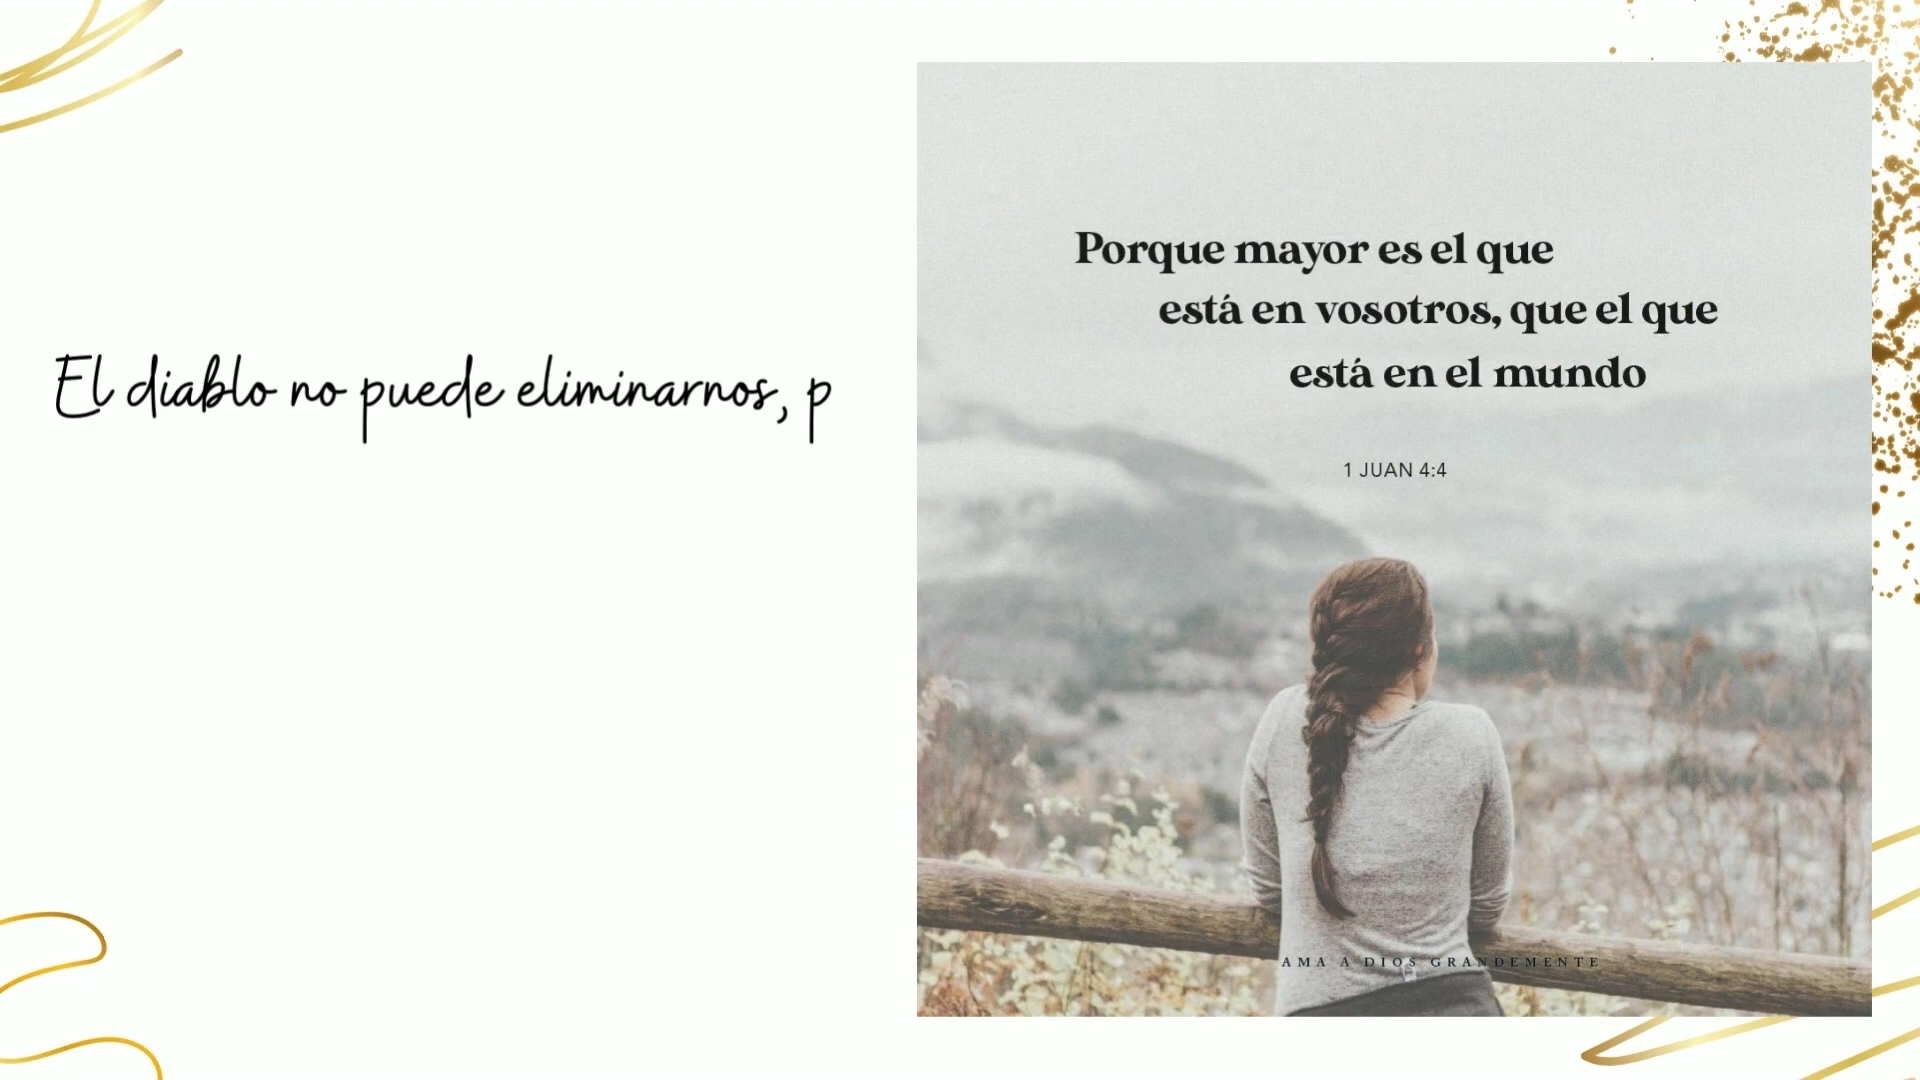 El diablo no puede eliminarnos, p
Porque mayor es el que
está en vosotros, que el que
está en el mundo
1 JUAN 4:4
AMA A DIOS GRANDEMENTE